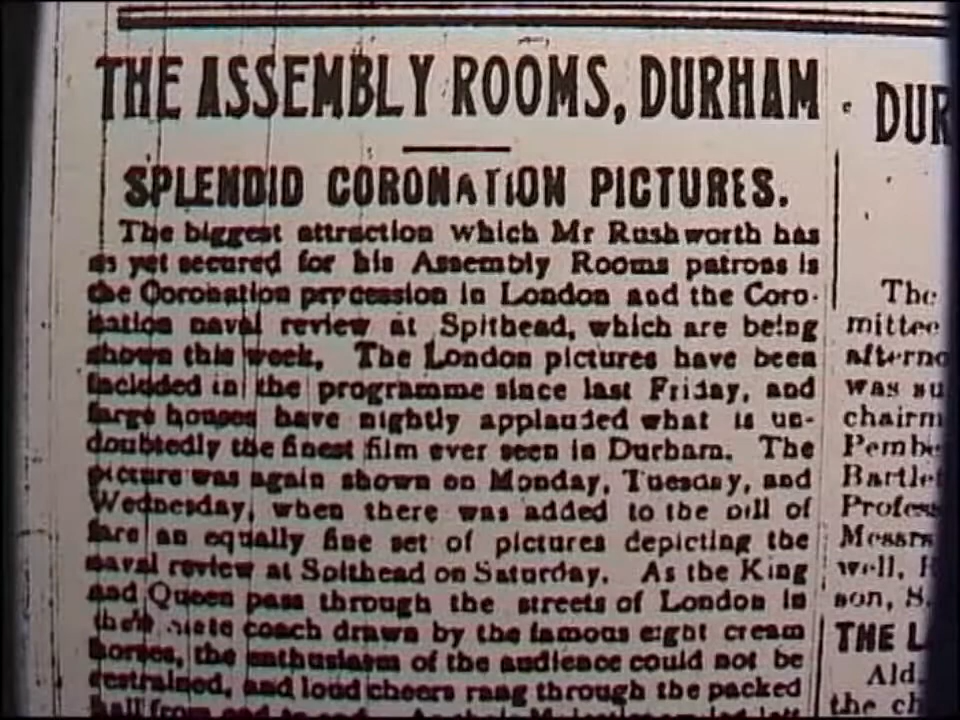 THE ASSEMBLY ROOMS, DURHAM
SPLENDID CORONATION PICTURES.
The biggest attraction which Mr Rushworth has
as yet secured for his Assembly Rooms patrons is
the Coronation procession in London and the Coro-
nation naval review at Spithead, which are being
shown this week. The London pictures have been
included in the programme since last Friday, and
large houses have nightly applauded what is un-
doubtedly the finest film ever seen in Durham. The
picture was again shown on Monday, Tuesday, and
Wednesday, when there was added to the bill of
fare an equally fine set of pictures depicting the
naval review at Spithead on Saturday. As the King
and Queen pass through the streets of London in
their state coach drawn by the famous eight cream
horses, the enthusiasm of the audience could not be
restrained, and loud cheers rang through the packed
hall from end to end.
DUR
The
mittee
afterno
was su
chairm
Pembe
Bartlet
Profess
Messrs
well, H
son, S.
THE L
Ald.
the ch